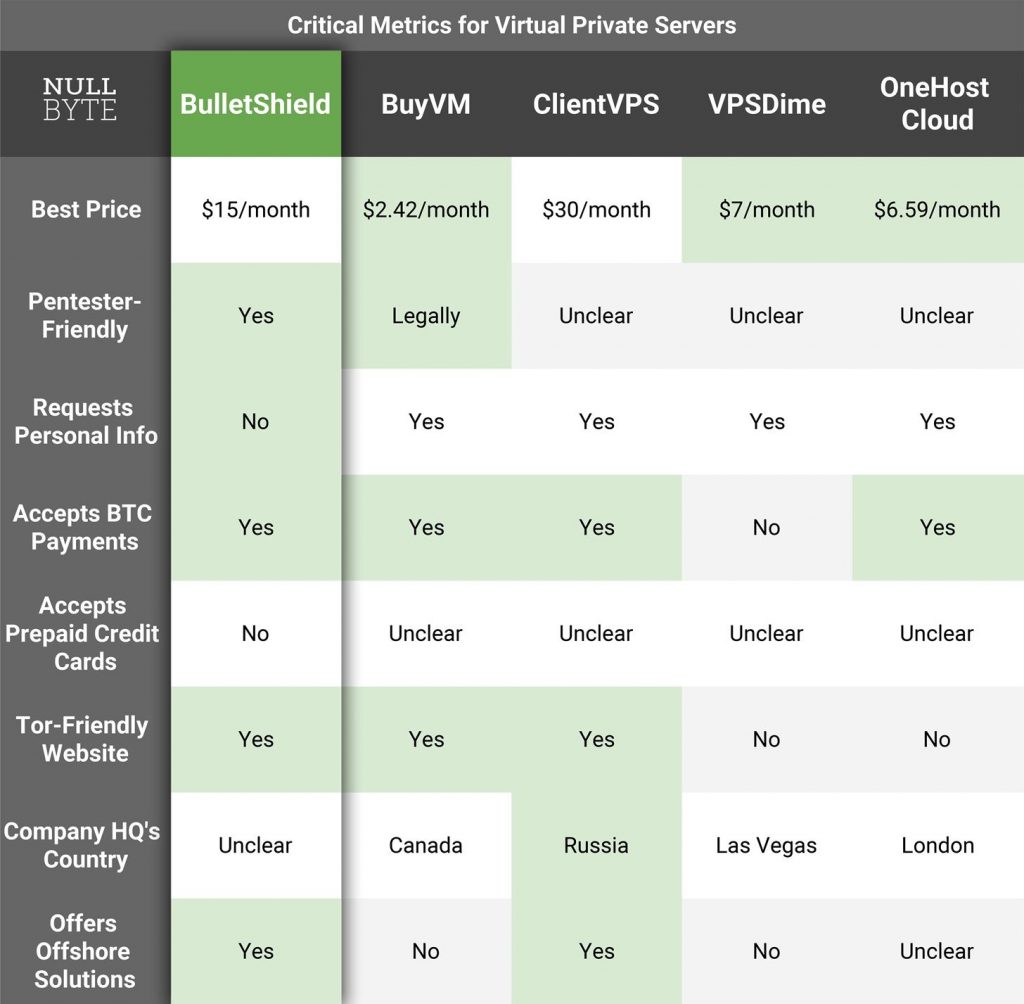 Critical Metrics for Virtual Private Servers
NULL
BYTE
BulletShield
BuyVM
ClientVPS
VPSDime
OneHost
Cloud
Best Price
$15/month
$2.42/month
$30/month
$7/month
$6.59/month
Pentester-
Friendly
Yes
Legally
Unclear
Unclear
Unclear
Requests
Personal Info
No
Yes
Yes
Yes
Yes
Accepts BTC
Payments
Yes
Yes
Yes
No
Yes
Accepts
Prepaid Credit
Cards
No
Unclear
Unclear
Unclear
Unclear
Tor-Friendly
Website
Yes
Yes
Yes
No
No
Company HQ's
Country
Unclear
Canada
Russia
Las Vegas
London
Offers
Offshore
Solutions
Yes
No
Yes
No
Unclear